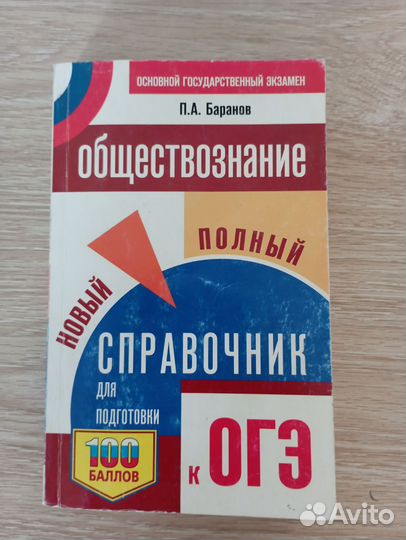 ОСНОВНОЙ ГОСУДАРСТВЕННЫЙ ЭКЗАМЕН
П.А. Баранов
ОБЩЕСТВОЗНАНИЕ
НОВЫЙ
ПОЛНЫЙ
СПРАВОЧНИК
ДЛЯ
ПОДГОТОВКИ
100
БАЛЛОВ
К ОГЭ
Avito